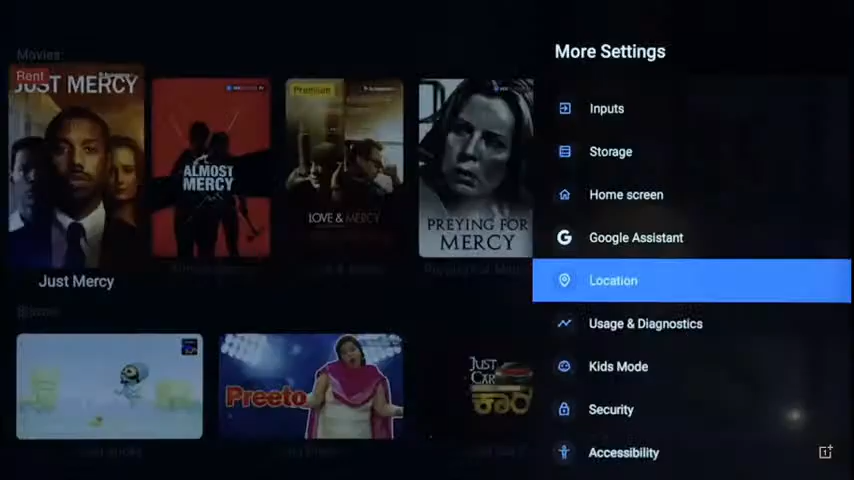 More Settings
Movies
Rent
JUST MERCY
Premium
ALMOST
MERCY
LOVE & MERCY
PREYING FOR
MERCY
Just Mercy
Inputs
Storage
Home screen
Google Assistant
Location
Usage & Diagnostics
Kids Mode
Security
Accessibility
Preeto
JUST
CAR